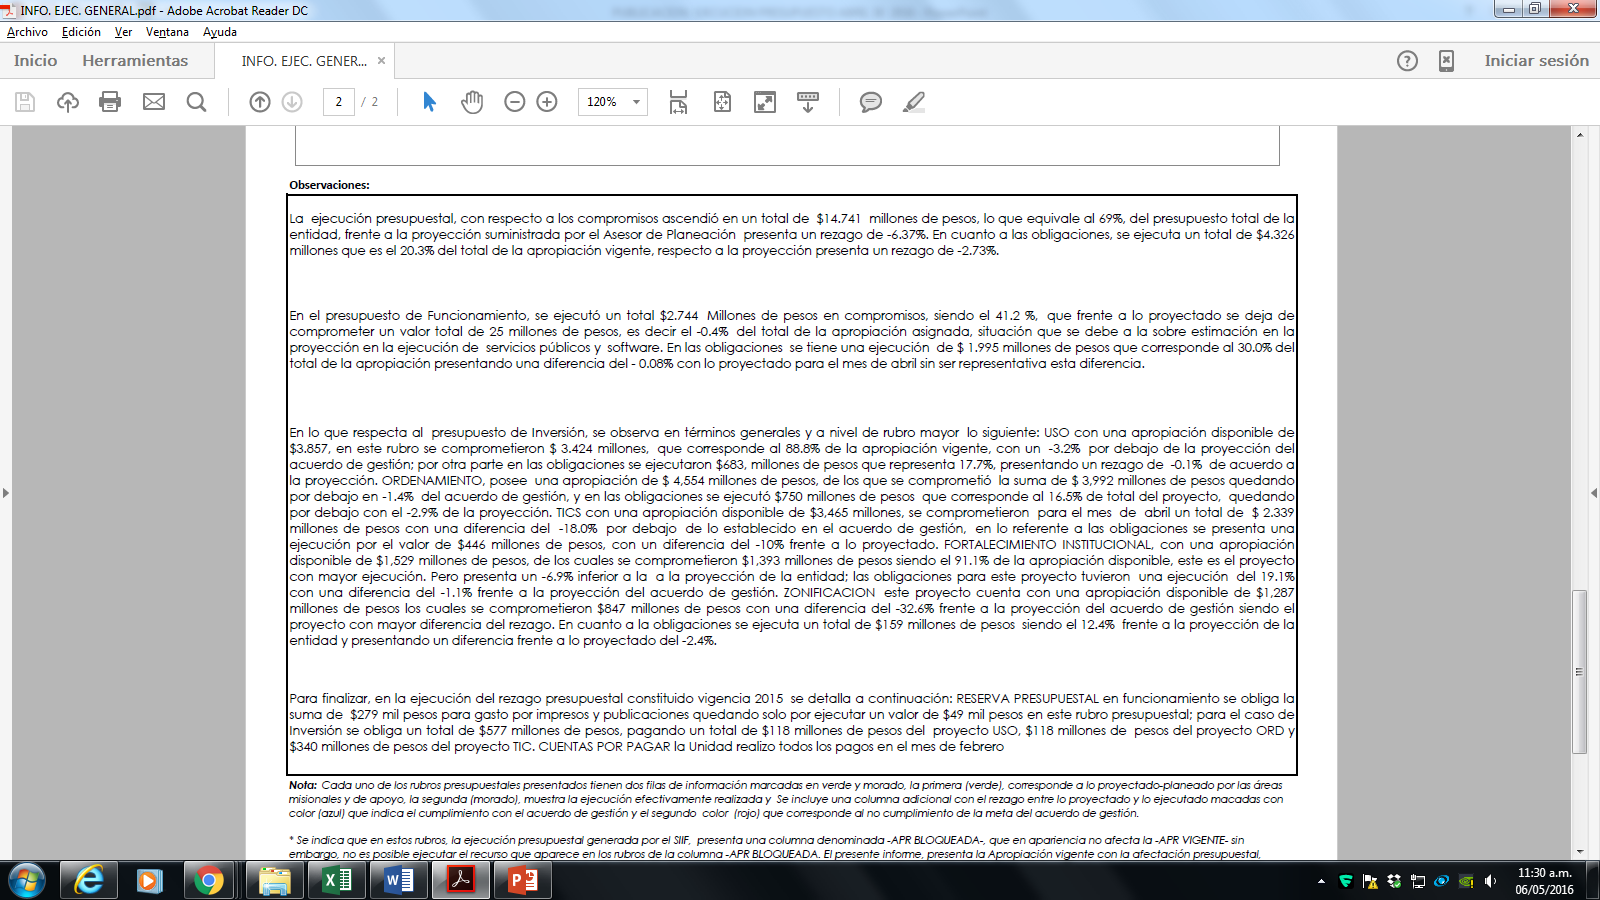 INFO. EJEC. GENERAL.pdf - Adobe Acrobat Reader DC
Archivo Edición Ver Ventana Ayuda
Inicio Herramientas INFO. EJEC. GENER... × Iniciar sesión
2 / 2 120%
Observaciones:
La ejecución presupuestal, con respecto a los compromisos ascendió en un total de $14.741 millones de pesos, lo que equivale al 69%, del presupuesto total de la
entidad, frente a la proyección suministrada por el Asesor de Planeación presenta un rezago de -6.37%. En cuanto a las obligaciones, se ejecuta un total de $4.326
millones que es el 20.3% del total de la apropiación vigente, respecto a la proyección presenta un rezago de -2.73%.
En el presupuesto de Funcionamiento, se ejecutó un total $2.744 Millones de pesos en compromisos, siendo el 41.2 %, que frente a lo proyectado se deja de
comprometer un valor total de 25 millones de pesos, es decir el -0.4% del total de la apropiación asignada, situación que se debe a la sobre estimación en la
proyección en la ejecución de servicios públicos y software. En las obligaciones se tiene una ejecución de $ 1.995 millones de pesos que corresponde al 30.0% del
total de la apropiación presentando una diferencia del - 0.08% con lo proyectado para el mes de abril sin ser representativa esta diferencia.
En lo que respecta al presupuesto de Inversión, se observa en términos generales y a nivel de rubro mayor lo siguiente: USO con una apropiación disponible de
$3.857, en este rubro se comprometieron $ 3.424 millones, que corresponde al 88.8% de la apropiación vigente, con un -3.2% por debajo de la proyección del
acuerdo de gestión; por otra parte en las obligaciones se ejecutaron $683, millones de pesos que representa 17.7%, presentando un rezago de -0.1% de acuerdo a
la proyección. ORDENAMIENTO, posee una apropiación de $ 4,554 millones de pesos, de los que se comprometió la suma de $ 3,992 millones de pesos quedando
por debajo en -1.4% del acuerdo de gestión, y en las obligaciones se ejecutó $750 millones de pesos que corresponde al 16.5% de total del proyecto, quedando
por debajo con el -2.9% de la proyección. TICS con una apropiación disponible de $3,465 millones, se comprometieron para el mes de abril un total de $ 2.339
millones de pesos con una diferencia del -18.0% por debajo de lo establecido en el acuerdo de gestión, en lo referente a las obligaciones se presenta una
ejecución por el valor de $446 millones de pesos, con un diferencia del -10% frente a lo proyectado. FORTALECIMIENTO INSTITUCIONAL, con una apropiación
disponible de $1,529 millones de pesos, de los cuales se comprometieron $1,393 millones de pesos siendo el 91.1% de la apropiación disponible, este es el proyecto
con mayor ejecución. Pero presenta un -6.9% inferior a la a la proyección de la entidad; las obligaciones para este proyecto tuvieron una ejecución del 19.1%
con una diferencia del -1.1% frente a la proyección del acuerdo de gestión. ZONIFICACION este proyecto cuenta con una apropiación disponible de $1,287
millones de pesos los cuales se comprometieron $847 millones de pesos con una diferencia del -32.6% frente a la proyección del acuerdo de gestión siendo el
proyecto con mayor diferencia del rezago. En cuanto a la obligaciones se ejecuta un total de $159 millones de pesos siendo el 12.4% frente a la proyección de la
entidad y presentando un diferencia frente a lo proyectado del -2.4%.
Para finalizar, en la ejecución del rezago presupuestal constituido vigencia 2015 se detalla a continuación: RESERVA PRESUPUESTAL en funcionamiento se obliga la
suma de $279 mil pesos para gasto por impresos y publicaciones quedando solo por ejecutar un valor de $49 mil pesos en este rubro presupuestal; para el caso de
Inversión se obliga un total de $577 millones de pesos, pagando un total de $118 millones de pesos del proyecto USO, $118 millones de pesos del proyecto ORD y
$340 millones de pesos del proyecto TIC. CUENTAS POR PAGAR la Unidad realizo todos los pagos en el mes de febrero
Nota: Cada uno de los rubros presupuestales presentados tienen dos filas de información marcadas en verde y morado, la primera (verde), corresponde a lo proyectado-planeado por las áreas
misionales y de apoyo, la segunda (morado), muestra la ejecución efectivamente realizada y Se incluye una columna adicional con el rezago entre lo proyectado y lo ejecutado macadas con
color (azul) que indica el cumplimiento con el acuerdo de gestión y el segundo color (rojo) que corresponde al no cumplimiento de la meta del acuerdo de gestión.
* Se indica que en estos rubros, la ejecución presupuestal generada por el SIIF, presenta una columna denominada -APR BLOQUEADA-, que en apariencia no afecta la -APR VIGENTE- sin
embargo, no es posible ejecutar el recurso que aparece en los rubros de la columna -APR BLOQUEADA. El presente informe, presenta la Apropiación vigente con la afectación presupuestal,
11:30 a.m.
06/05/2016